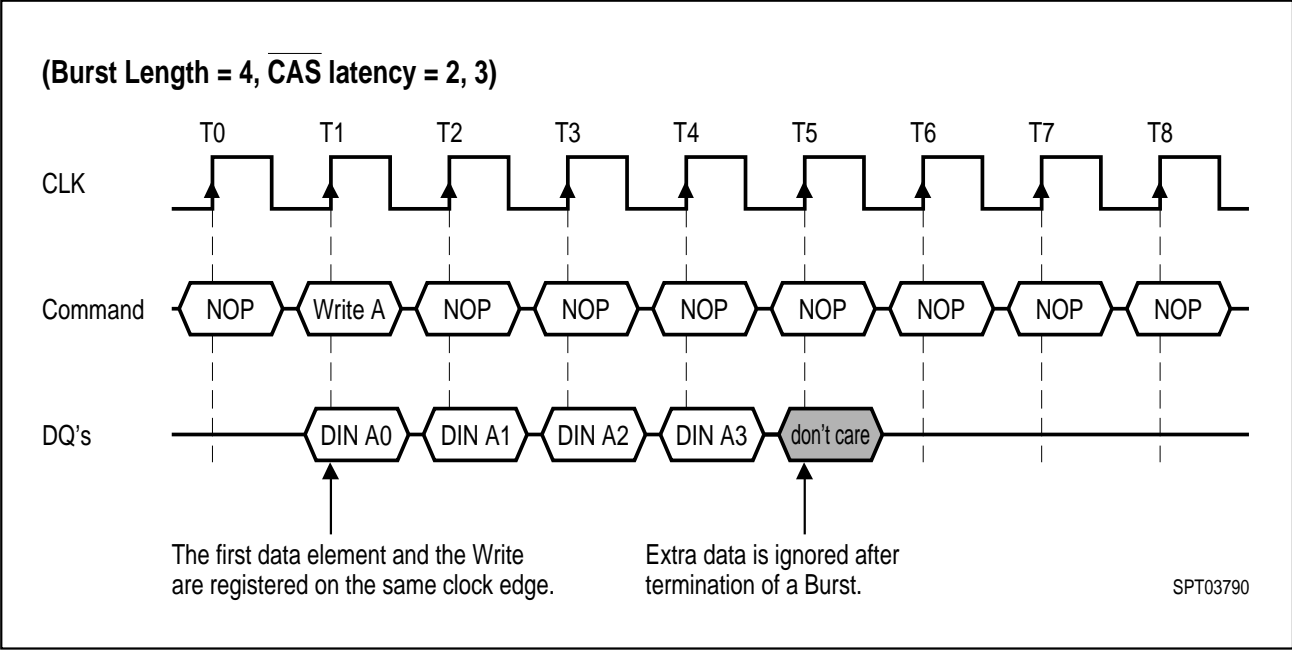 (Burst Length = 4, CAS latency = 2, 3)
T0 T1 T2 T3 T4 T5 T6 T7 T8
CLK
Command NOP Write A NOP NOP NOP NOP NOP NOP NOP
DQ's DIN A0 DIN A1 DIN A2 DIN A3 don't care
The first data element and the Write
are registered on the same clock edge.
Extra data is ignored after
termination of a Burst.
SPT03790